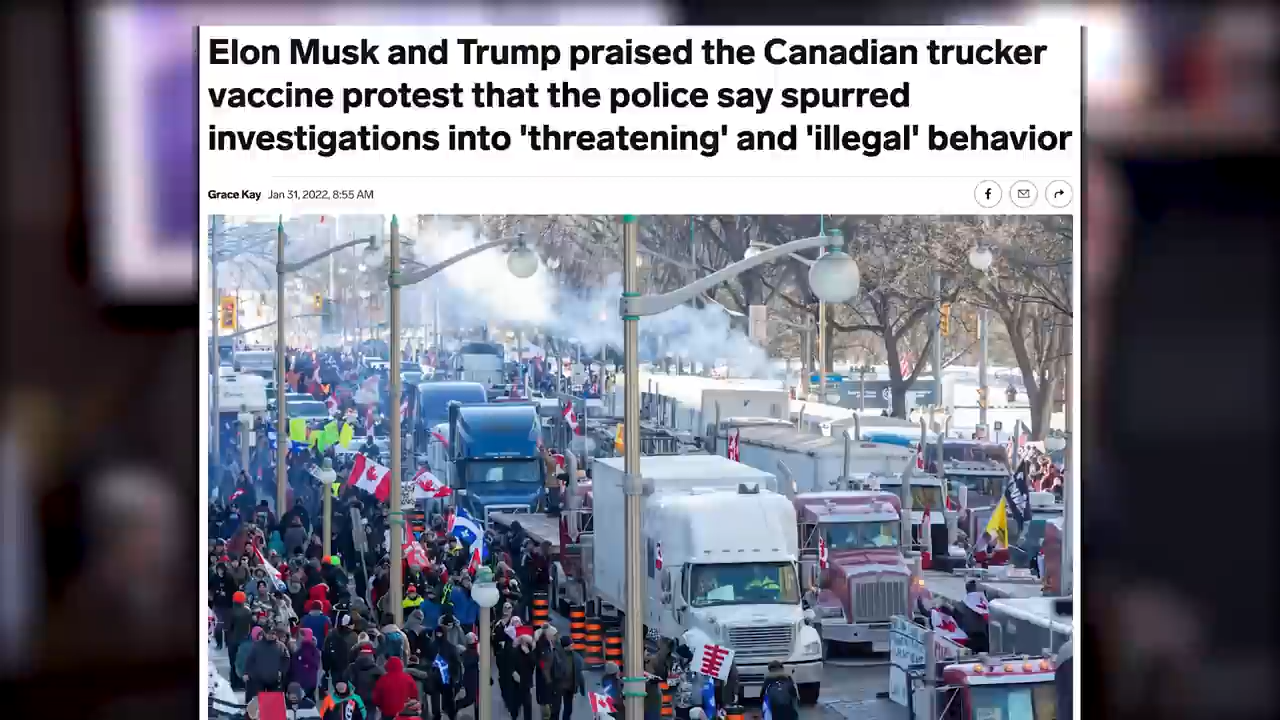 Elon Musk and Trump praised the Canadian trucker
vaccine protest that the police say spurred
investigations into 'threatening' and 'illegal' behavior
Grace Kay Jan 31, 2022, 8:55 AM